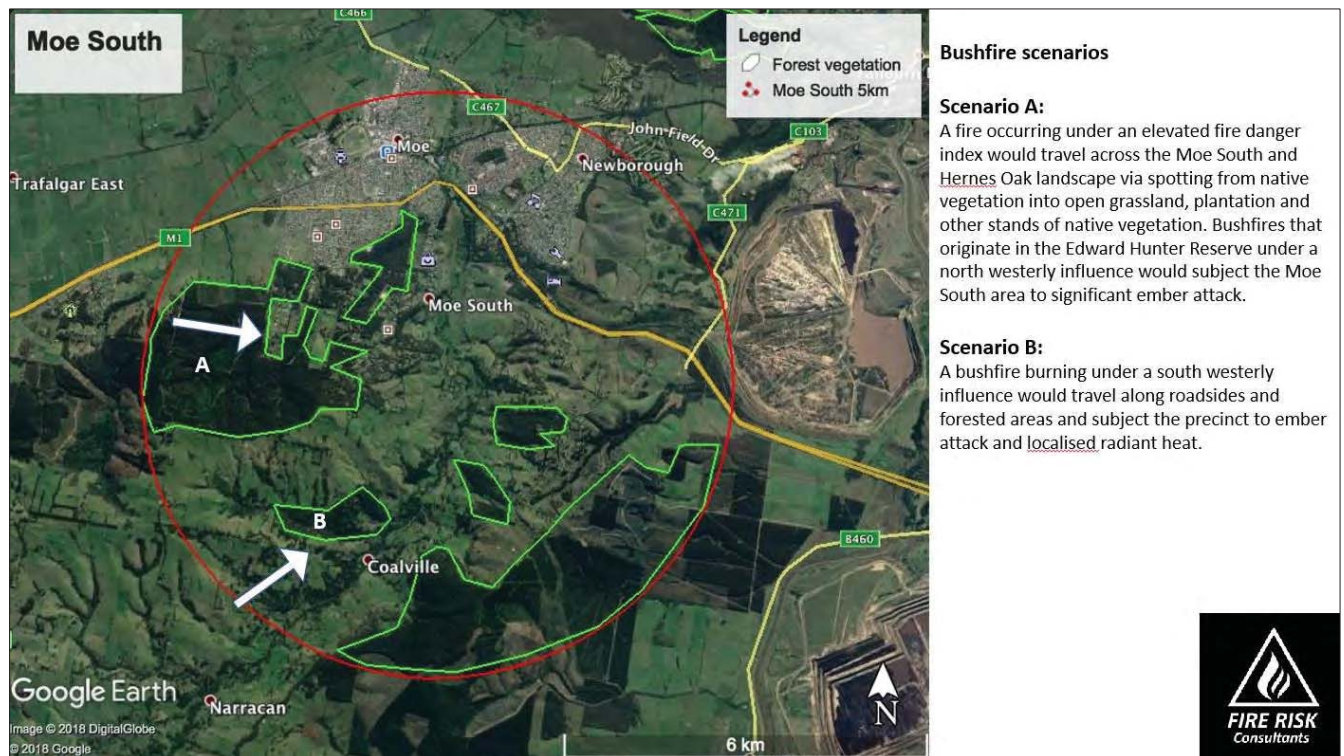 Moe South
C466
Legend
Forest vegetation
Moe South 5km
C467
John Field Dr
C103
Moe
Newborough
Trafalgar East
C471
M1
Moe South
A
B
B460
Coalville
Google Earth
Narracan
Image © 2018 DigitalGlobe
© 2018 Google
N
6 km
Bushfire scenarios
Scenario A:
A fire occurring under an elevated fire danger
index would travel across the Moe South and
Hernes Oak landscape via spotting from native
vegetation into open grassland, plantation and
other stands of native vegetation. Bushfires that
originate in the Edward Hunter Reserve under a
north westerly influence would subject the Moe
South area to significant ember attack.
Scenario B:
A bushfire burning under a south westerly
influence would travel along roadsides and
forested areas and subject the precinct to ember
attack and localised radiant heat.
FIRE RISK
Consultants